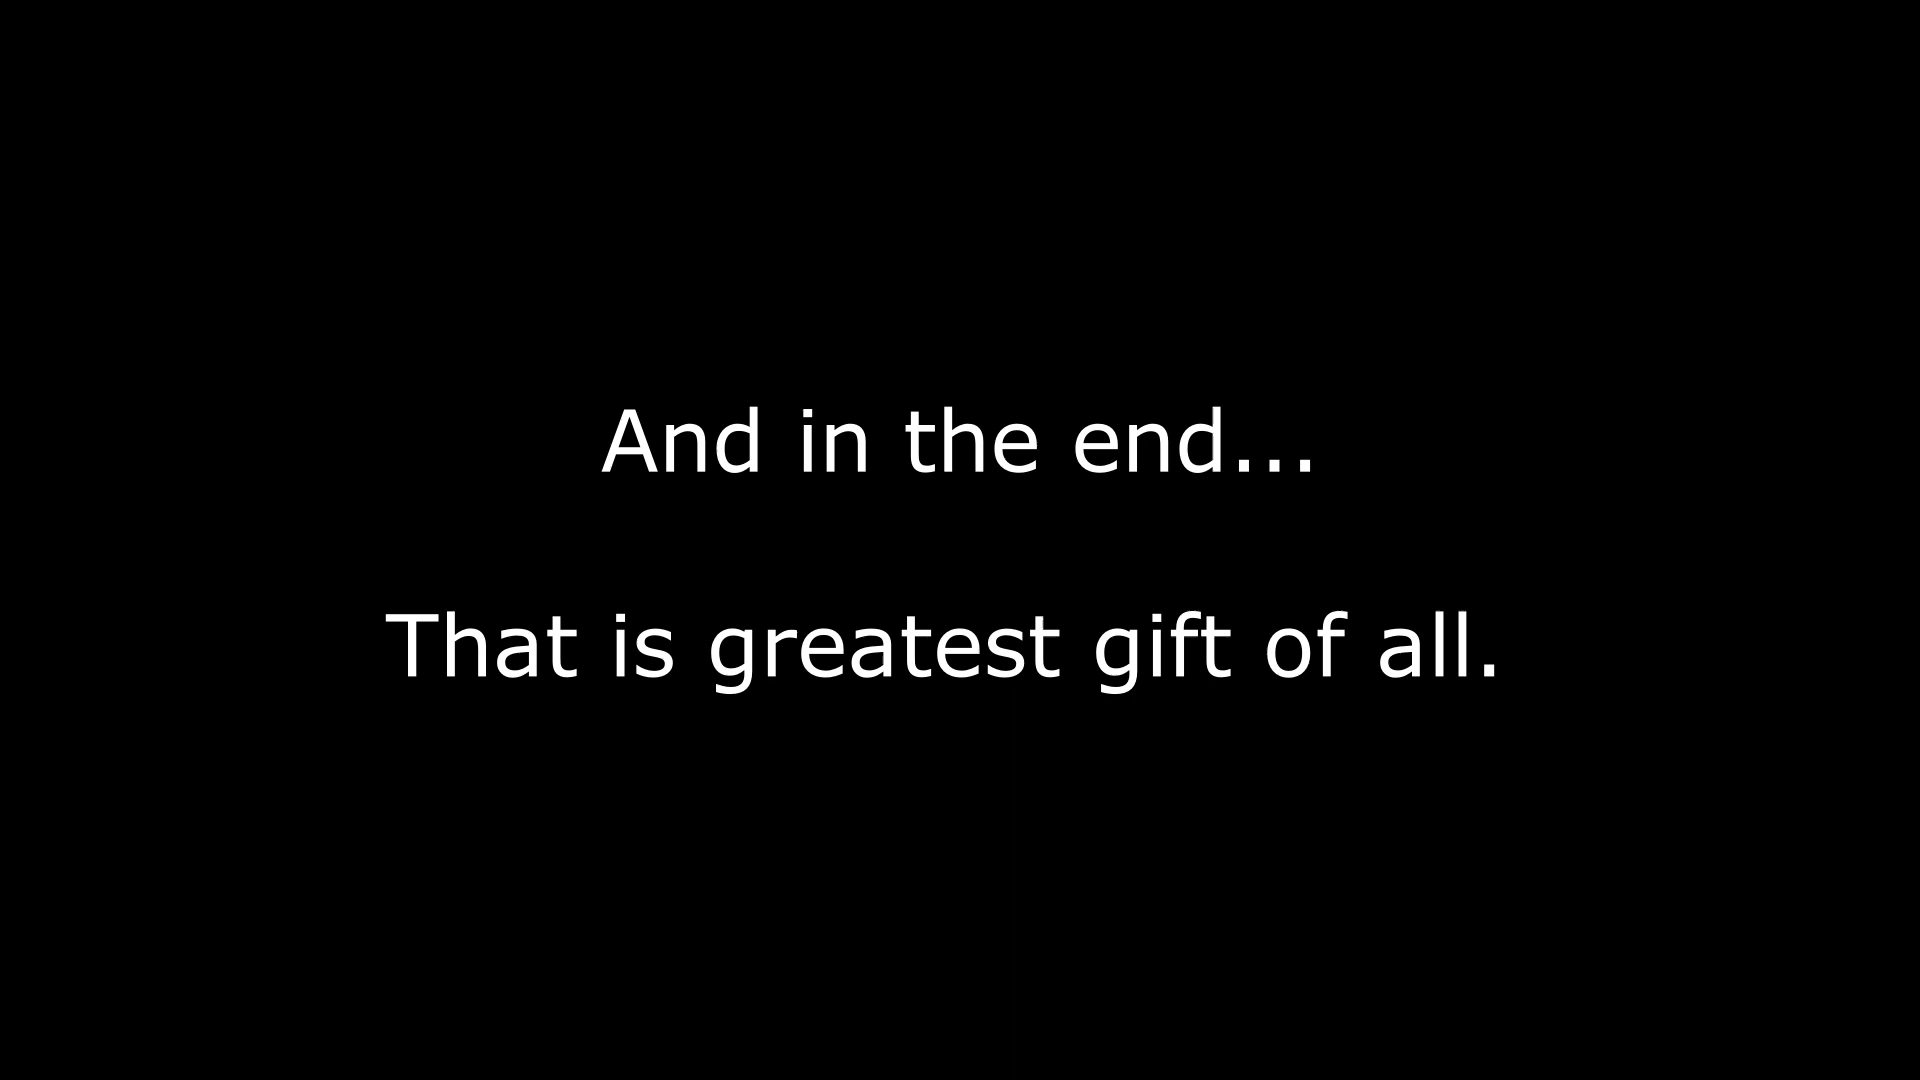 And in the end...
That is greatest gift of all.